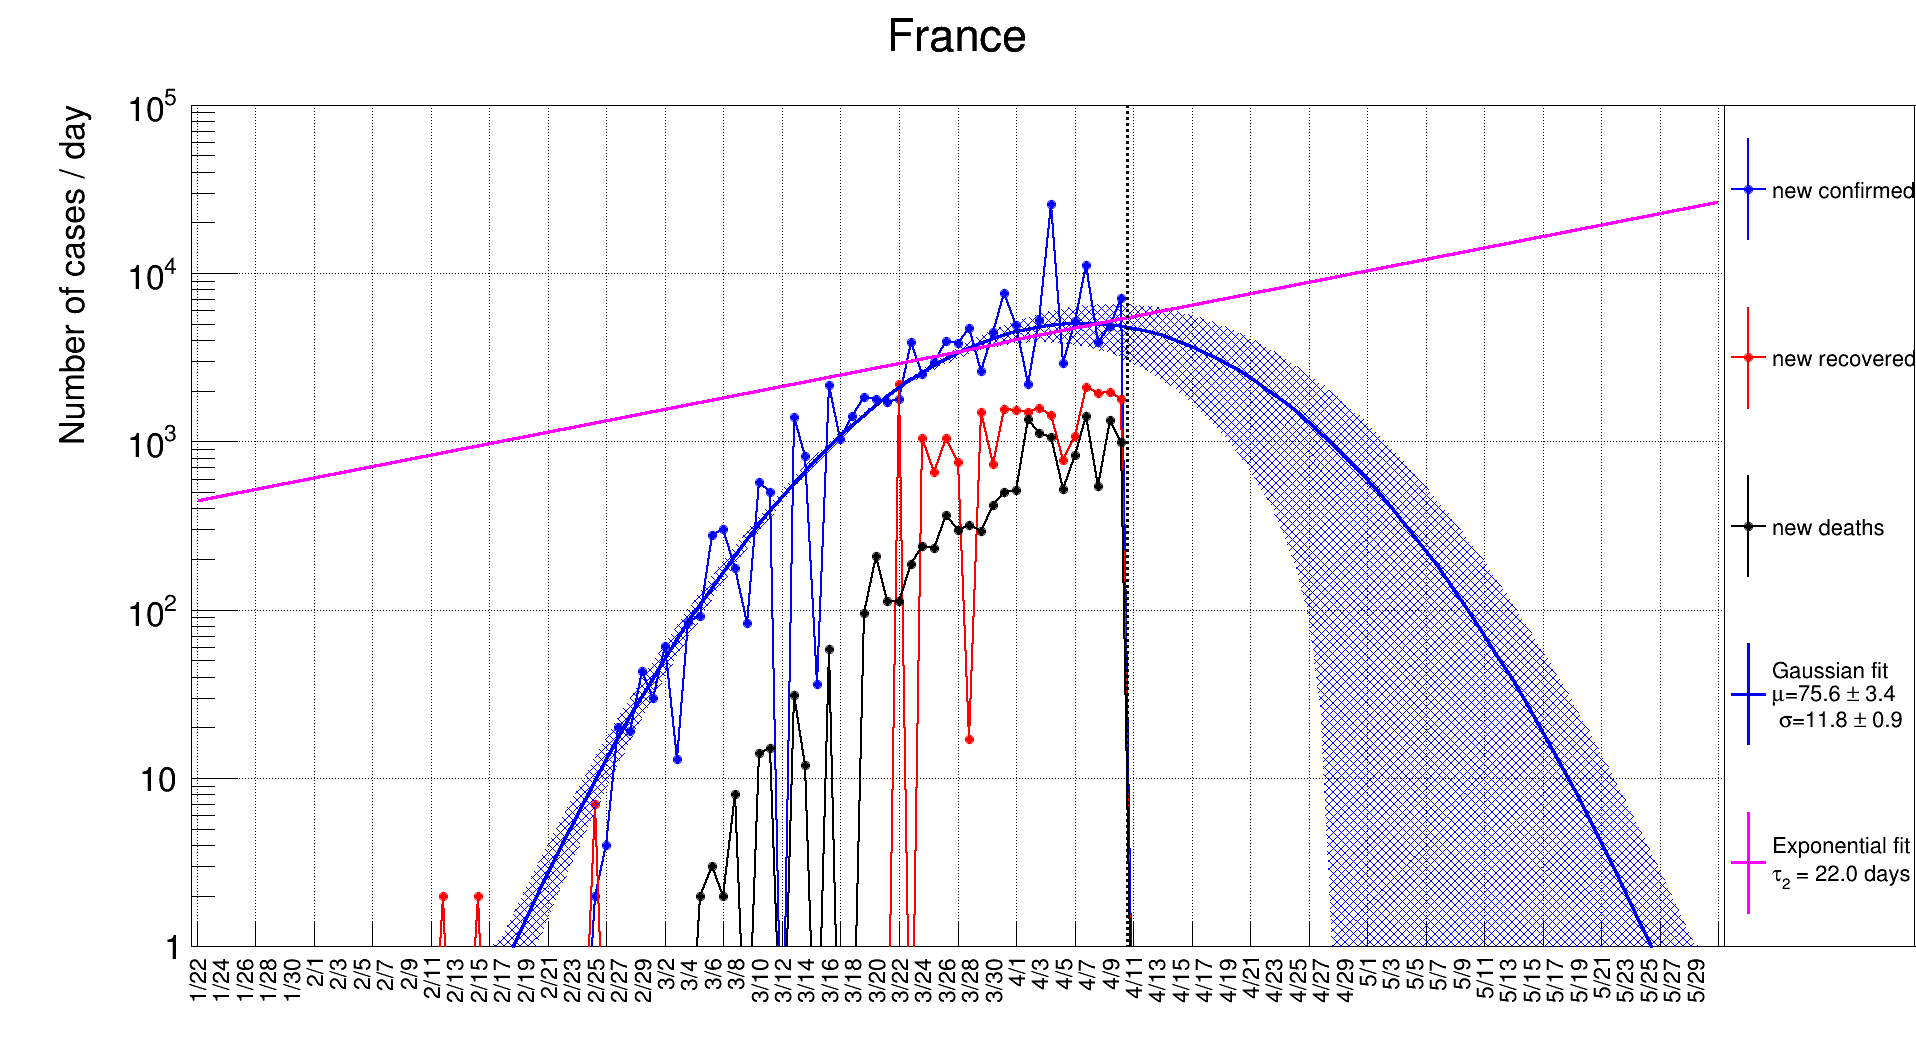 France
Number of cases / day
10^5
10^4
10^3
10^2
10
1
1/22 1/24 1/26 1/28 1/30 2/1 2/3 2/5 2/7 2/9 2/11 2/13 2/15 2/17 2/19 2/21 2/23 2/25 2/27 2/29 3/2 3/4 3/6 3/8 3/10 3/12 3/14 3/16 3/18 3/20 3/22 3/24 3/26 3/28 3/30 4/1 4/3 4/5 4/7 4/9 4/11 4/13 4/15 4/17 4/19 4/21 4/23 4/25 4/27 4/29 5/1 5/3 5/5 5/7 5/9 5/11 5/13 5/15 5/17 5/19 5/21 5/23 5/25 5/27 5/29
new confirmed
new recovered
new deaths
Gaussian fit
μ=75.6 ± 3.4
σ=11.8 ± 0.9
Exponential fit
τ₂ = 22.0 days